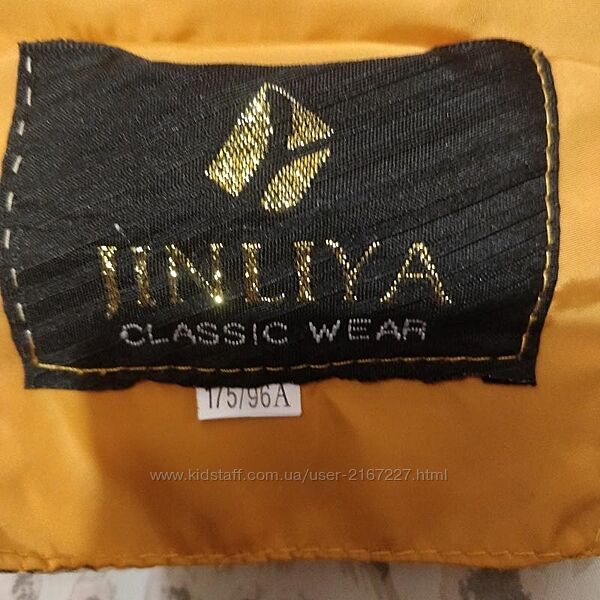 JINLIYA
CLASSIC WEAR
175/96A
www.kidstaff.com.ua/user-2167227.html